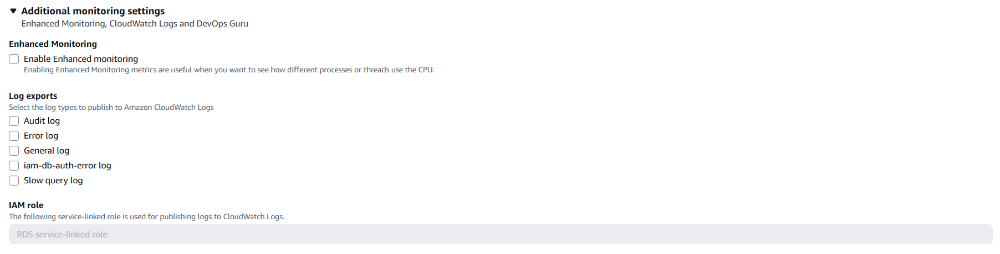 Additional monitoring settings
Enhanced Monitoring, CloudWatch Logs and DevOps Guru
Enhanced Monitoring
Enable Enhanced monitoring
Enabling Enhanced Monitoring metrics are useful when you want to see how different processes or threads use the CPU.
Log exports
Select the log types to publish to Amazon CloudWatch Logs
Audit log
Error log
General log
iam-db-auth-error log
Slow query log
IAM role
The following service-linked role is used for publishing logs to CloudWatch Logs.
RDS service-linked role